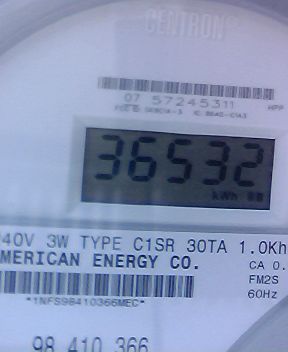 CENTRON
07 57245311
HPP
36532
kWh
40V 3W TYPE C1SR 30TA 1.0Kh
MERICAN ENERGY CO.
CA 0.
FM2S
60Hz
*1NFS98410366MEC*
98 410 366